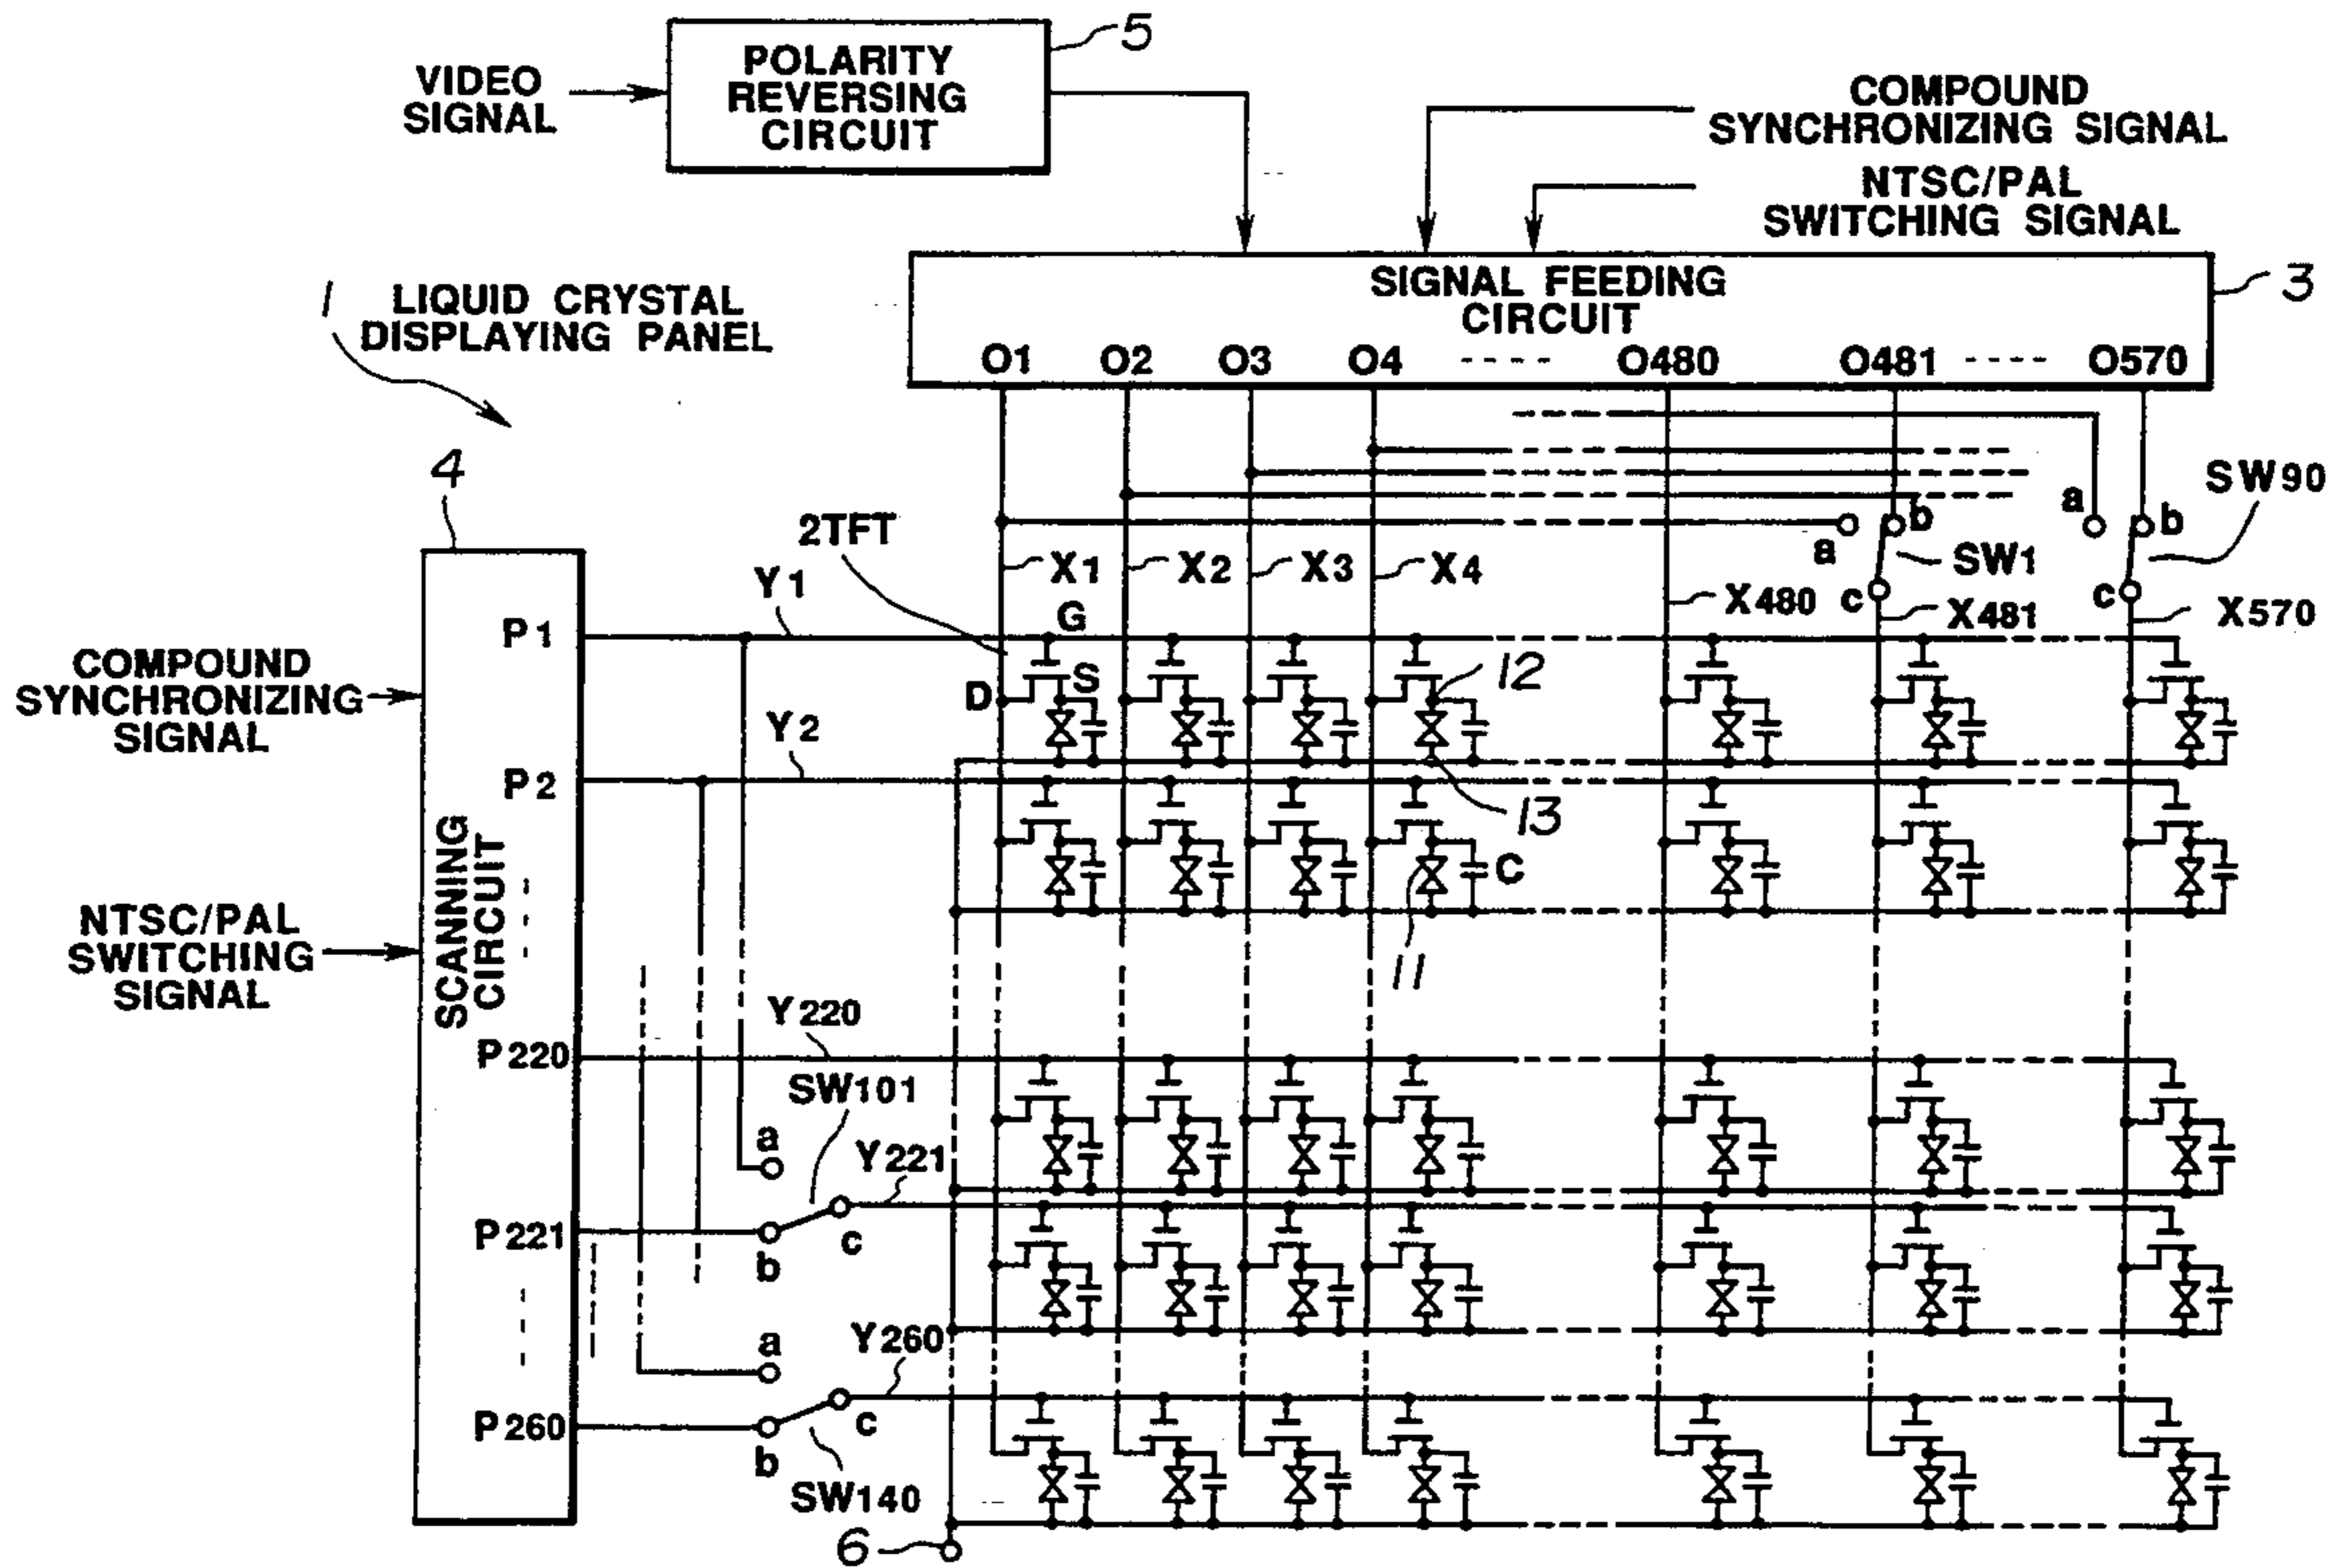 5
VIDEO
SIGNAL
POLARITY
REVERSING
CIRCUIT
COMPOUND
SYNCHRONIZING SIGNAL
NTSC/PAL
SWITCHING SIGNAL
1
LIQUID CRYSTAL
DISPLAYING PANEL
SIGNAL FEEDING
CIRCUIT
3
O1 O2 O3 O4 O480 O481 O570
4
2TFT
a b SW90
a b SW1
X1 X2 X3 X4
X480 c X481 c X570
Y1
G
P1
COMPOUND
SYNCHRONIZING
SIGNAL
D S 12
Y2
P2
13
C
11
SCANNING
CIRCUIT
NTSC/PAL
SWITCHING
SIGNAL
Y220
P220
SW101
a
Y221
P221
b c
a
Y260
P260
b c
SW140
6